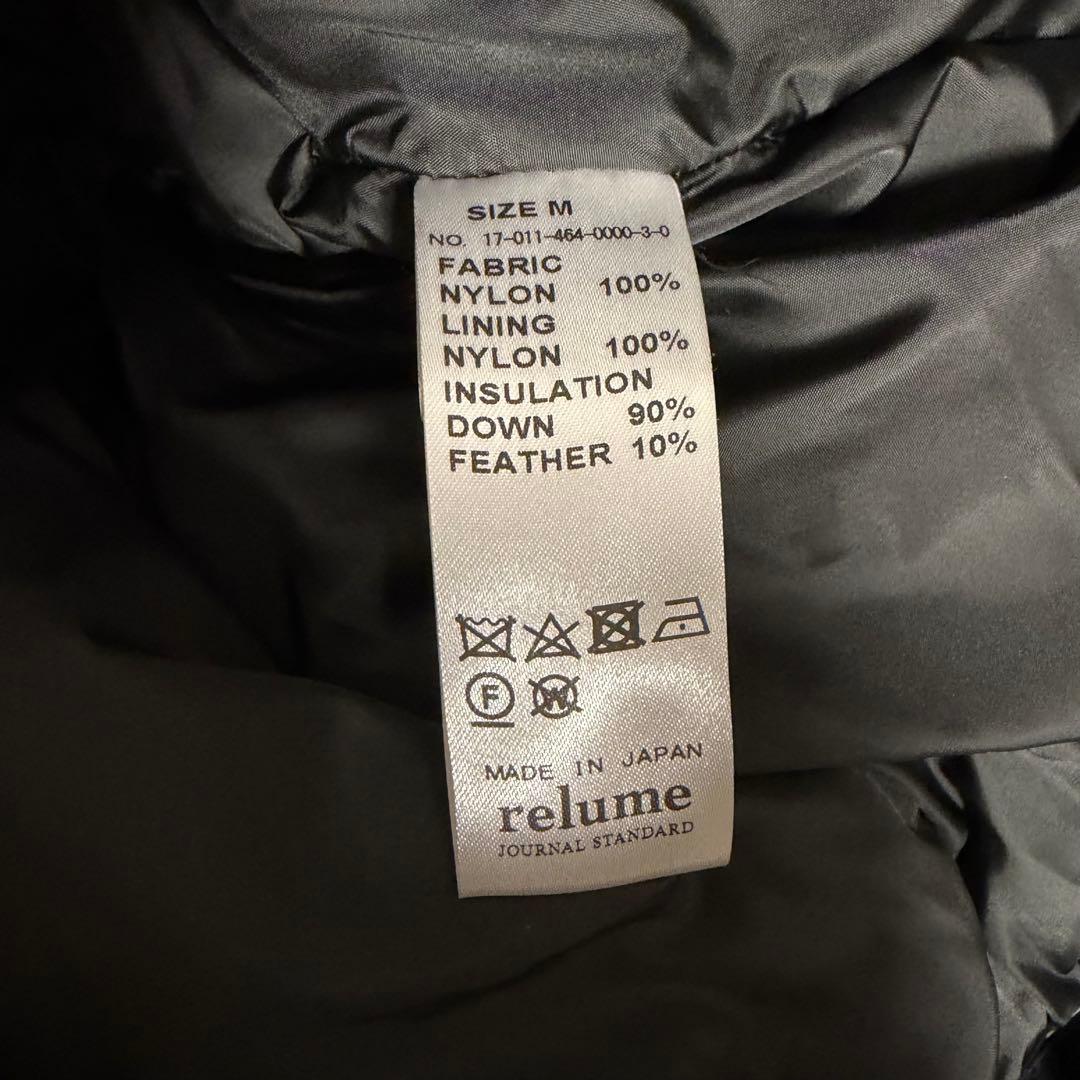 SIZE M
NO. 17-011-464-0000-3-0
FABRIC
NYLON 100%
LINING
NYLON 100%
INSULATION
DOWN 90%
FEATHER 10%
F W
MADE IN JAPAN
relume
JOURNAL STANDARD